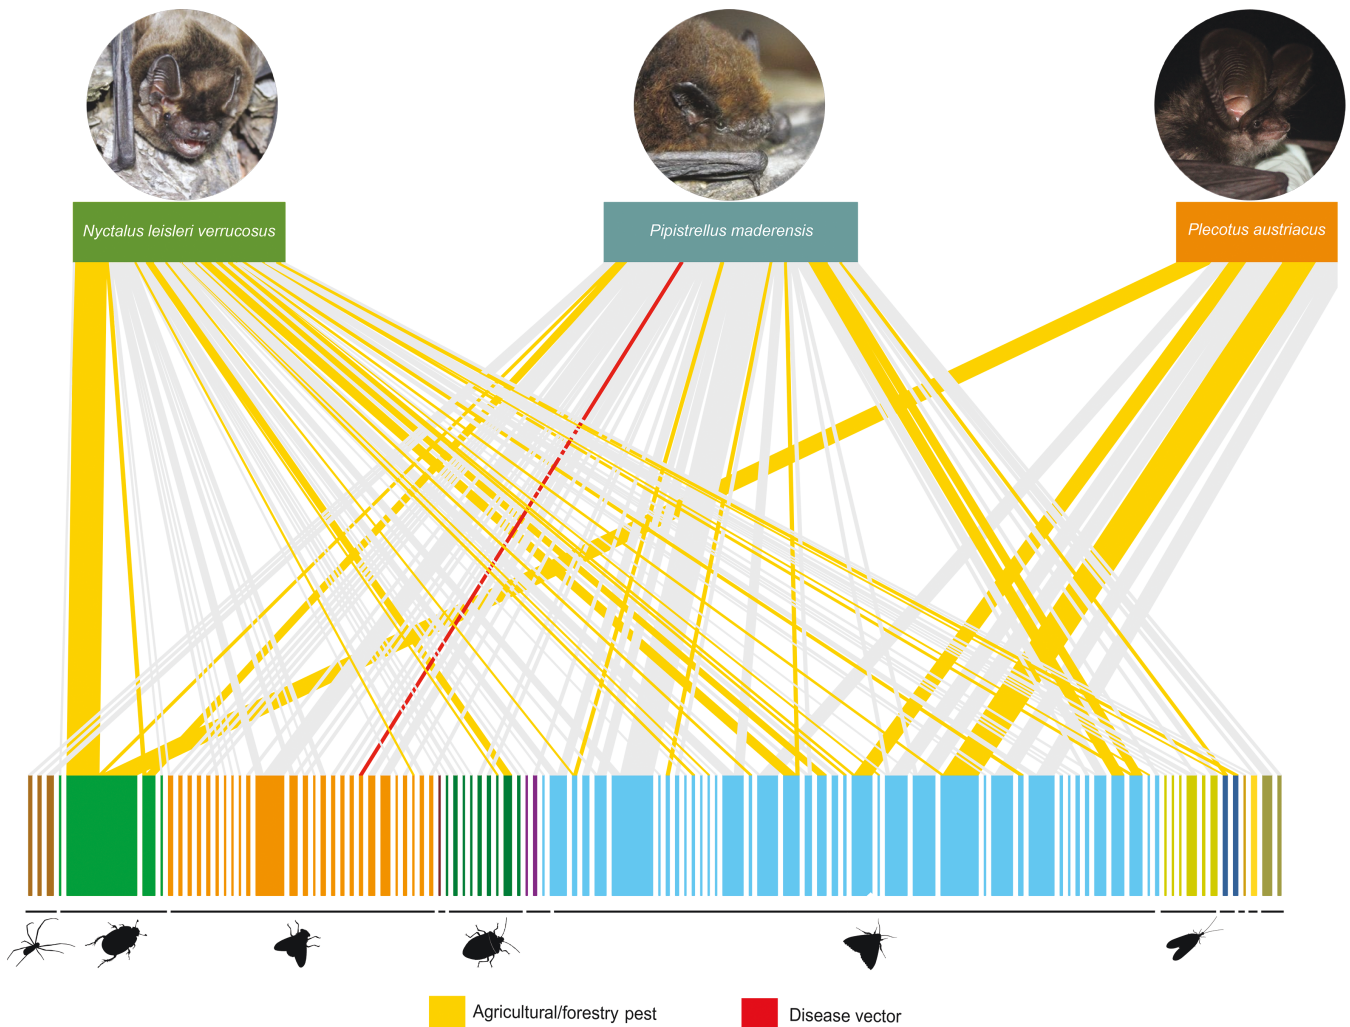 Nyctalus leisleri verrucosus
Pipistrellus maderensis
Plecotus austriacus
Agricultural/forestry pest
Disease vector